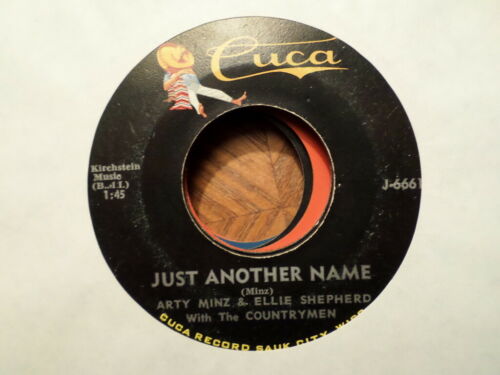 Cuca
Kirchstein
Music
(B.M.I.)
1:45
J-6661
JUST ANOTHER NAME
(Minz)
ARTY MINZ & ELLIE SHEPHERD
With The COUNTRYMEN
CUCA RECORD SAUK CITY, WISC